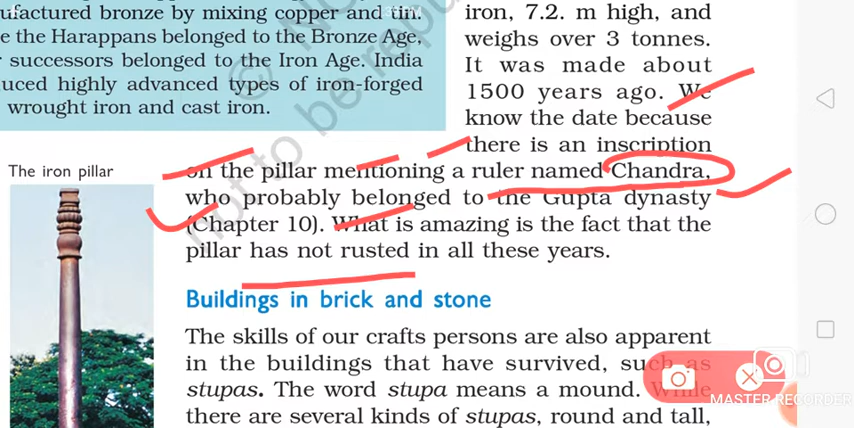 ufactured bronze by mixing copper and tin.
e the Harappans belonged to the Bronze Age,
successors belonged to the Iron Age. India
uced highly advanced types of iron-forged
wrought iron and cast iron.
iron, 7.2. m high, and
weighs over 3 tonnes.
It was made about
1500 years ago. We
know the date because
there is an inscription
on the pillar mentioning a ruler named Chandra,
who probably belonged to the Gupta dynasty
(Chapter 10). What is amazing is the fact that the
pillar has not rusted in all these years.
The iron pillar
Buildings in brick and stone
The skills of our crafts persons are also apparent
in the buildings that have survived, such as
stupas. The word stupa means a mound. While
there are several kinds of stupas, round and tall,
not to be repu
MASTER RECORDER